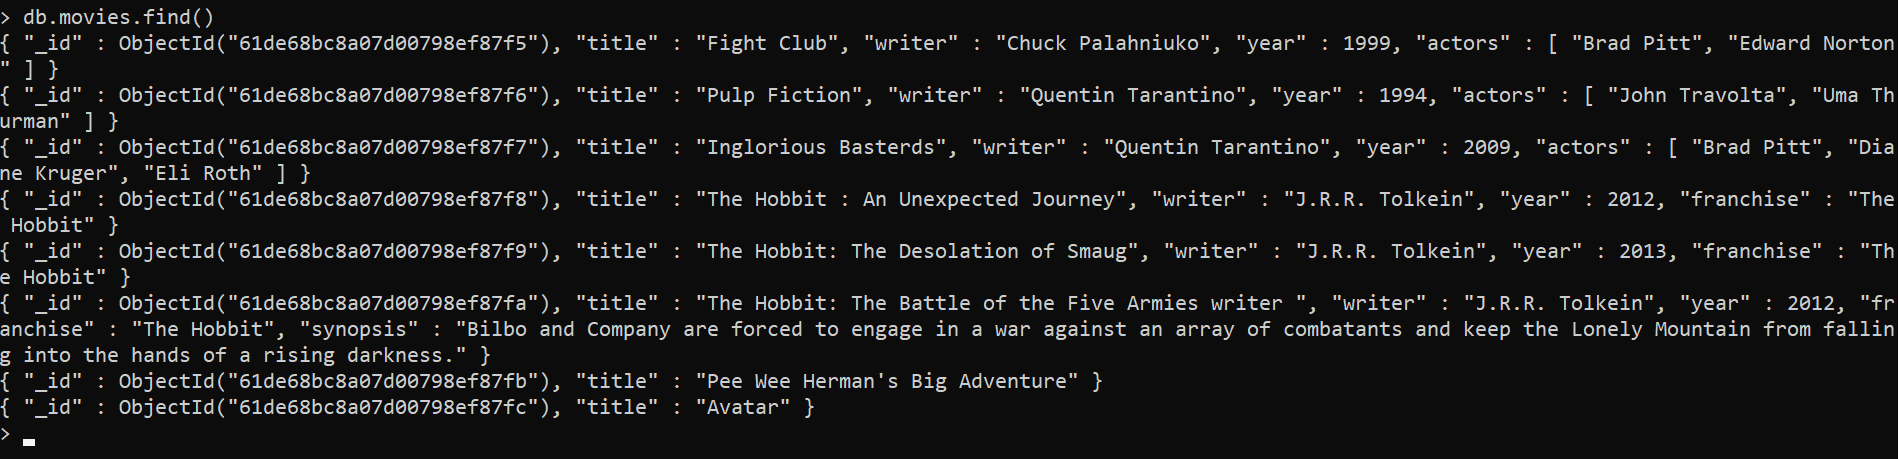 > db.movies.find()
{ "_id" : ObjectId("61de68bc8a07d00798ef87f5"), "title" : "Fight Club", "writer" : "Chuck Palahniuko", "year" : 1999, "actors" : [ "Brad Pitt", "Edward Norton
" ] }
{ "_id" : ObjectId("61de68bc8a07d00798ef87f6"), "title" : "Pulp Fiction", "writer" : "Quentin Tarantino", "year" : 1994, "actors" : [ "John Travolta", "Uma Th
urman" ] }
{ "_id" : ObjectId("61de68bc8a07d00798ef87f7"), "title" : "Inglorious Basterds", "writer" : "Quentin Tarantino", "year" : 2009, "actors" : [ "Brad Pitt", "Dia
ne Kruger", "Eli Roth" ] }
{ "_id" : ObjectId("61de68bc8a07d00798ef87f8"), "title" : "The Hobbit : An Unexpected Journey", "writer" : "J.R.R. Tolkein", "year" : 2012, "franchise" : "The
 Hobbit" }
{ "_id" : ObjectId("61de68bc8a07d00798ef87f9"), "title" : "The Hobbit: The Desolation of Smaug", "writer" : "J.R.R. Tolkein", "year" : 2013, "franchise" : "Th
e Hobbit" }
{ "_id" : ObjectId("61de68bc8a07d00798ef87fa"), "title" : "The Hobbit: The Battle of the Five Armies writer ", "writer" : "J.R.R. Tolkein", "year" : 2012, "fr
anchise" : "The Hobbit", "synopsis" : "Bilbo and Company are forced to engage in a war against an array of combatants and keep the Lonely Mountain from fallin
g into the hands of a rising darkness." }
{ "_id" : ObjectId("61de68bc8a07d00798ef87fb"), "title" : "Pee Wee Herman's Big Adventure" }
{ "_id" : ObjectId("61de68bc8a07d00798ef87fc"), "title" : "Avatar" }
>